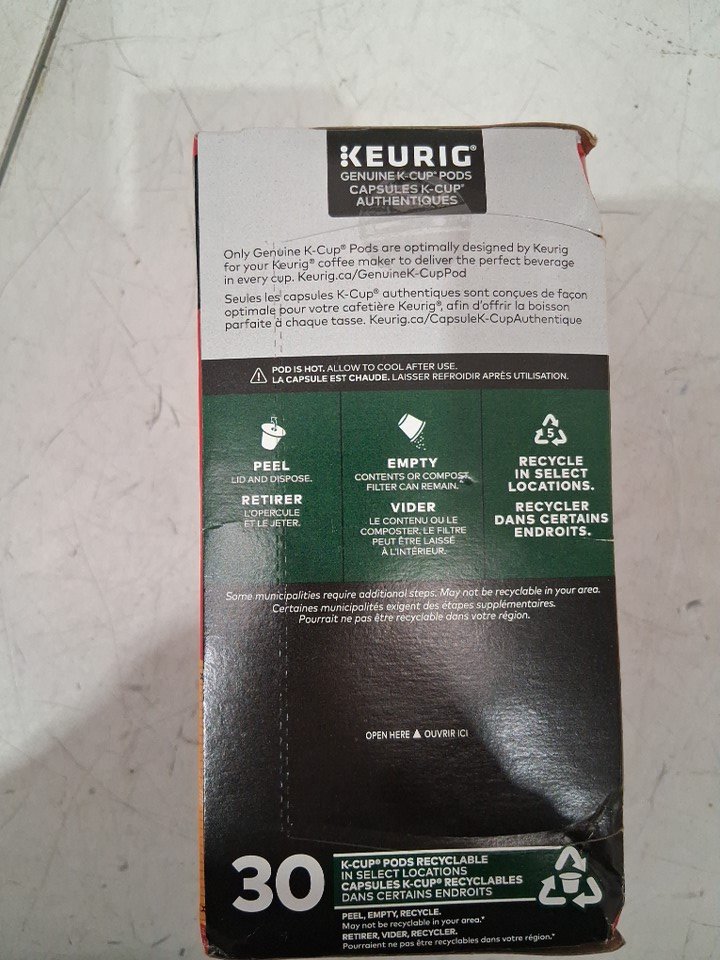 KEURIG®
GENUINE K-CUP® PODS
CAPSULES K-CUP®
AUTHENTIQUES
Only Genuine K-Cup® Pods are optimally designed by Keurig
for your Keurig® coffee maker to deliver the perfect beverage
in every cup. Keurig.ca/GenuineK-CupPod
Seules les capsules K-Cup® authentiques sont conçues de façon
optimale pour votre cafetière Keurig®, afin d'offrir la boisson
parfaite à chaque tasse. Keurig.ca/CapsuleK-CupAuthentique
POD IS HOT. ALLOW TO COOL AFTER USE.
LA CAPSULE EST CHAUDE. LAISSER REFROIDIR APRÈS UTILISATION.
PEEL
LID AND DISPOSE.
RETIRER
L'OPERCULE
ET LE JETER.
EMPTY
CONTENTS OR COMPOST,
FILTER CAN REMAIN.
VIDER
LE CONTENU OU LE
COMPOSTER. LE FILTRE
PEUT ÊTRE LAISSÉ
À L'INTÉRIEUR.
5
RECYCLE
IN SELECT
LOCATIONS.
RECYCLER
DANS CERTAINS
ENDROITS.
Some municipalities require additional steps. May not be recyclable in your area.
Certaines municipalités exigent des étapes supplémentaires.
Pourrait ne pas être recyclable dans votre région.
OPEN HERE ▲ OUVRIR ICI
30
K-CUP® PODS RECYCLABLE
IN SELECT LOCATIONS
CAPSULES K-CUP® RECYCLABLES
DANS CERTAINS ENDROITS
PEEL, EMPTY, RECYCLE.
May not be recyclable in your area.*
RETIRER, VIDER, RECYCLER.
Pourraient ne pas être recyclables dans votre région.*